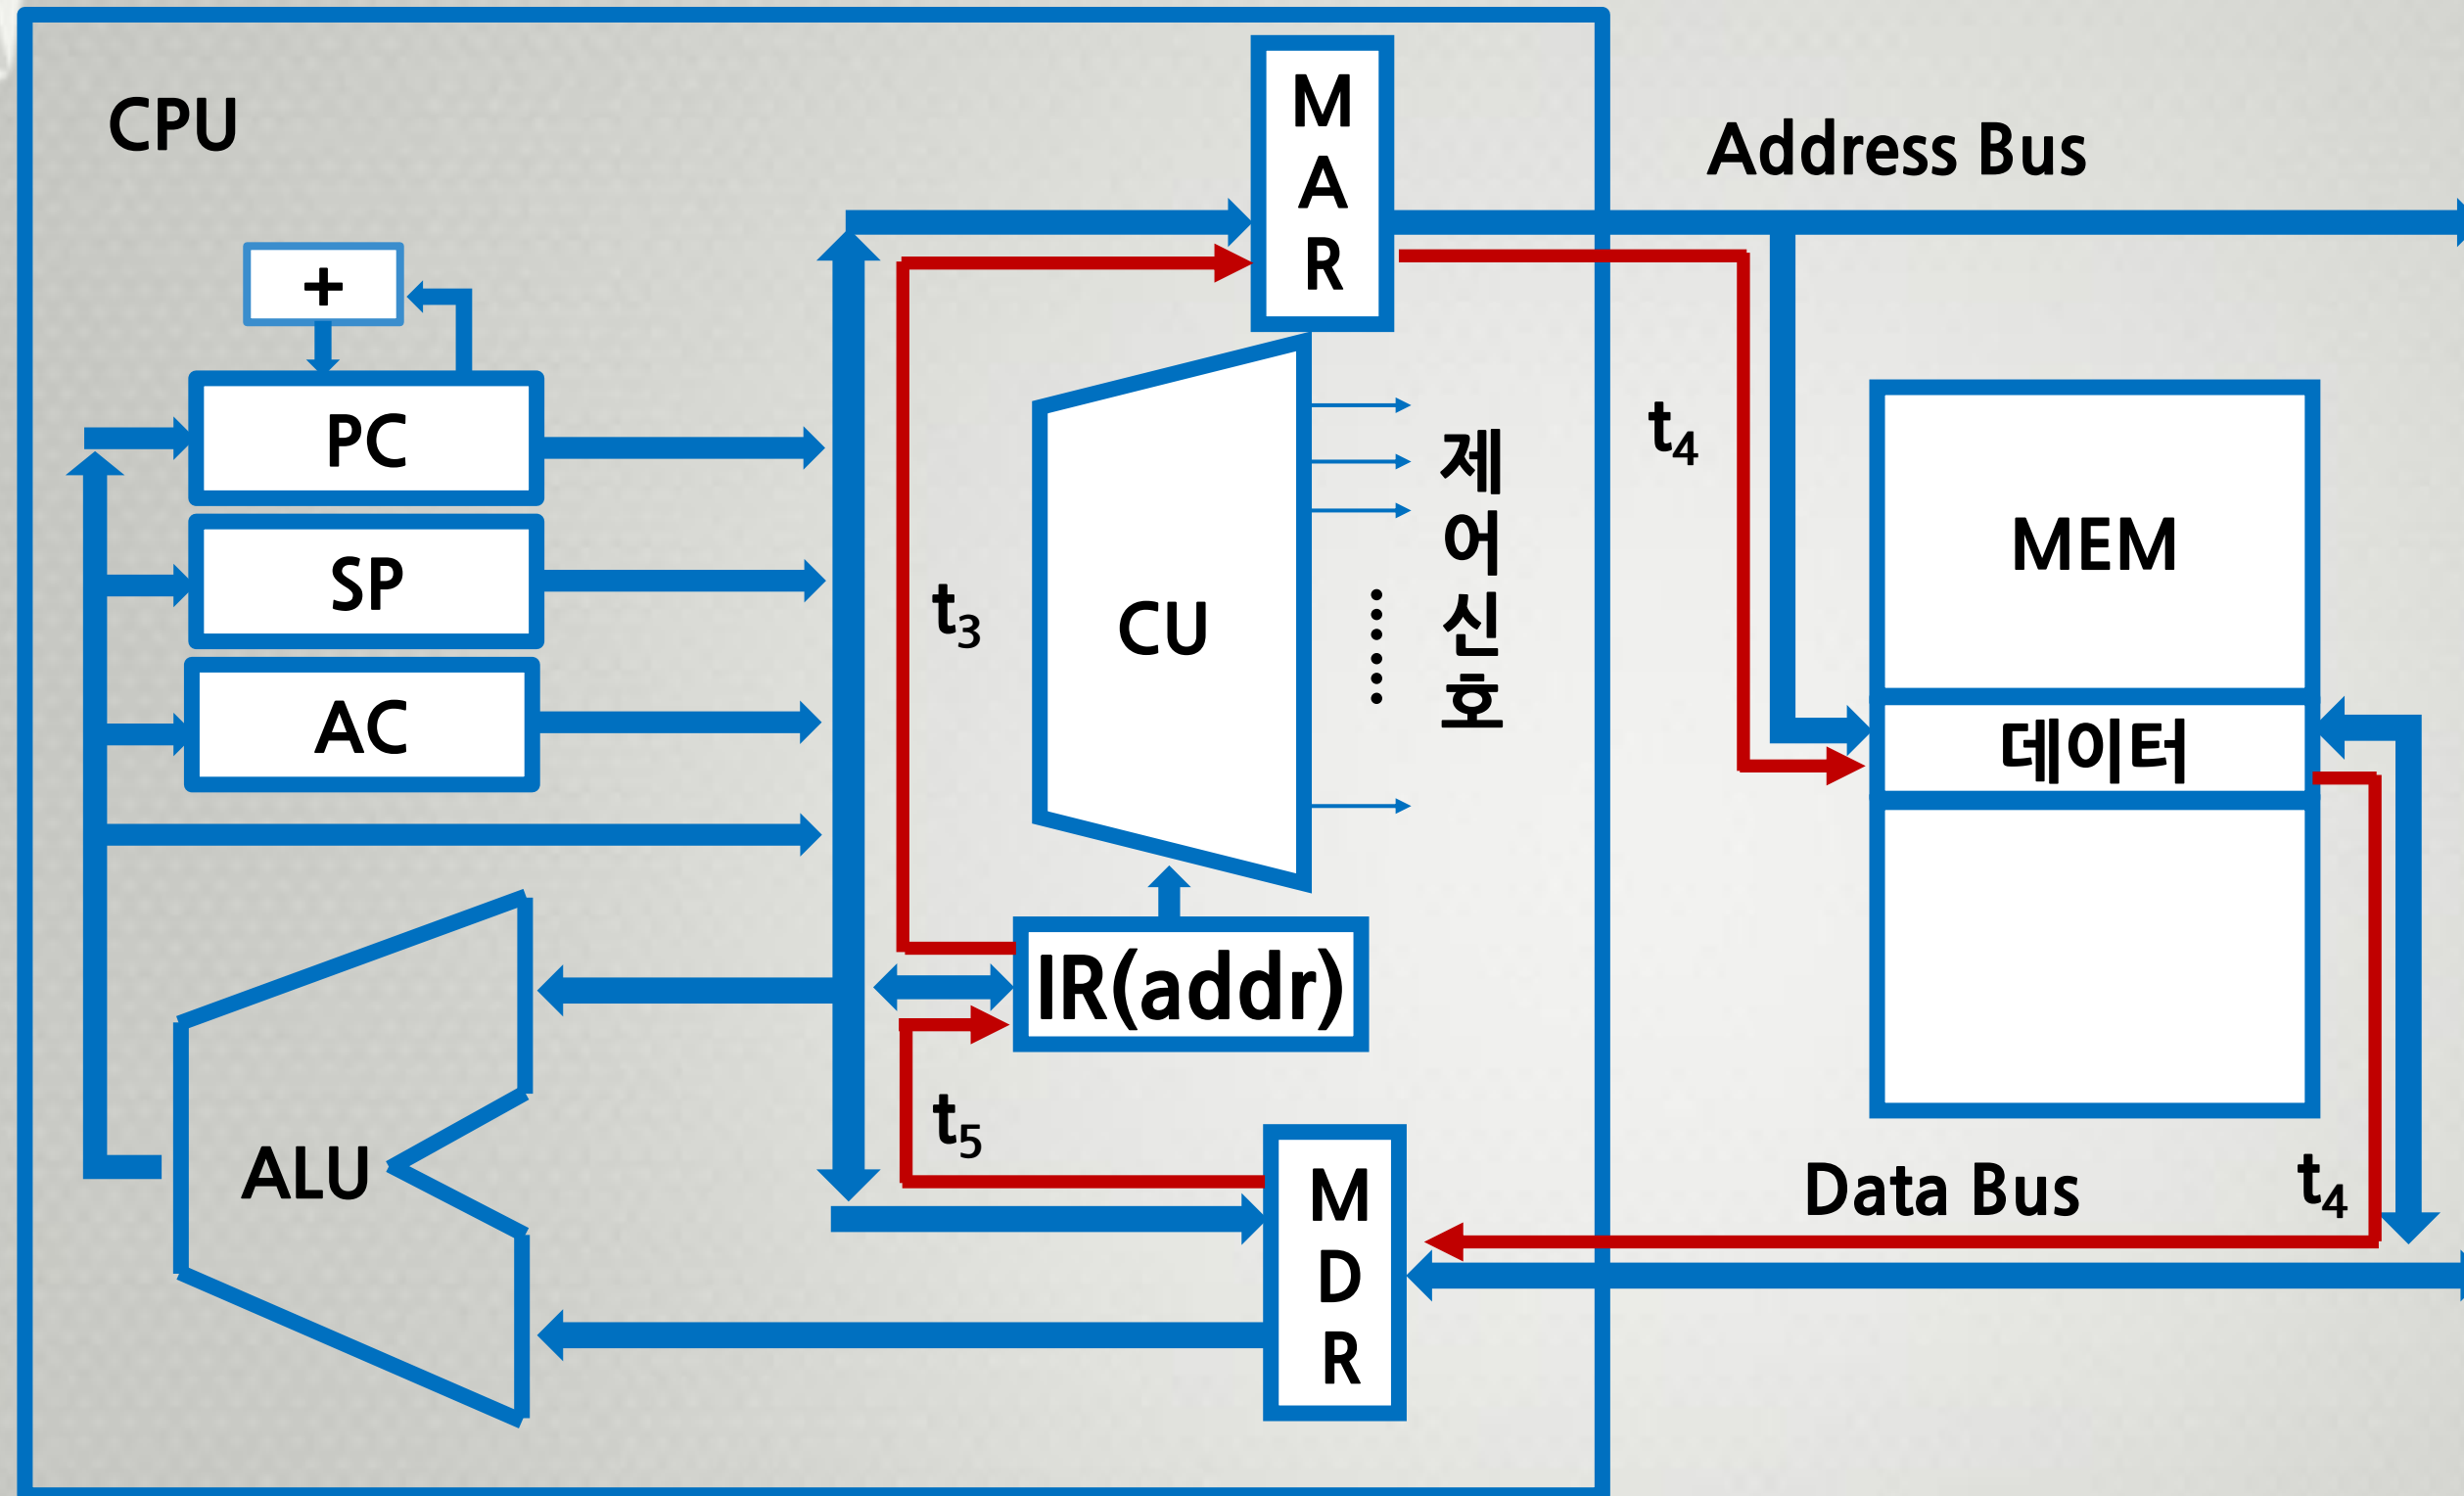 CPU
M
A
R
Address Bus
+
PC
SP
AC
t3
CU
제
어
신
호
t4
MEM
데이터
IR(addr)
t5
ALU
M
D
R
Data Bus
t4